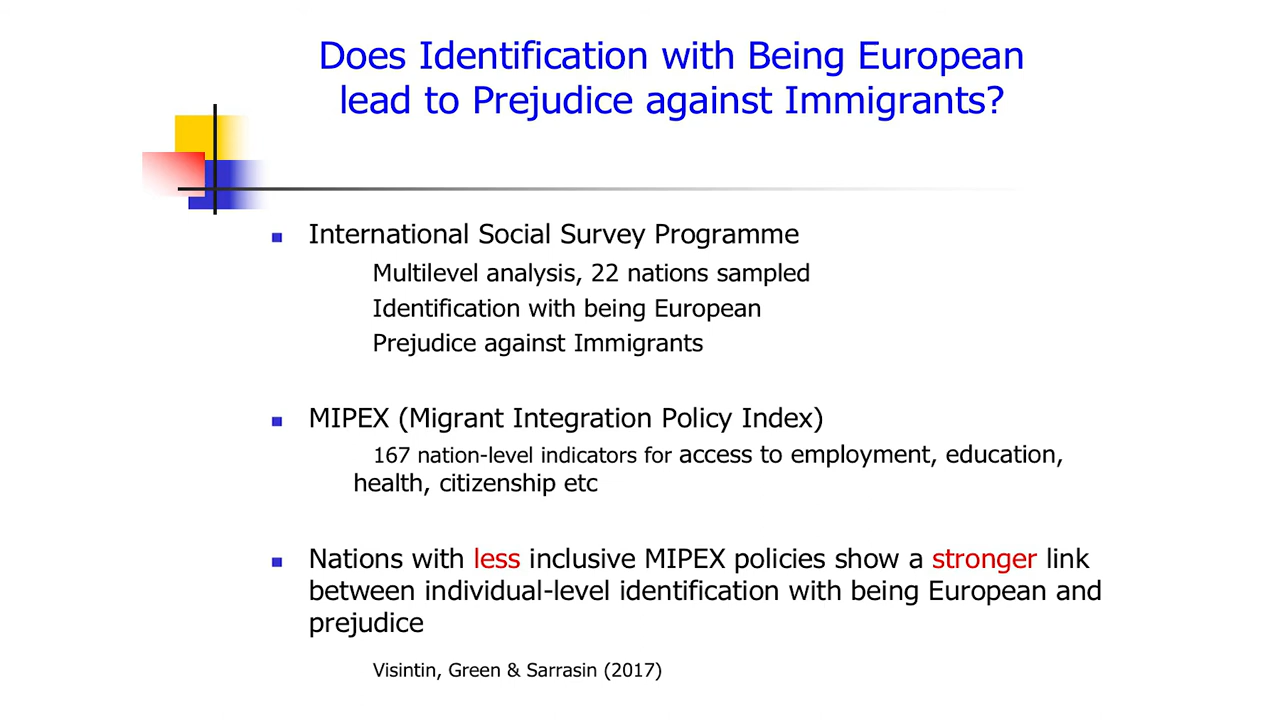 Does Identification with Being European
lead to Prejudice against Immigrants?
International Social Survey Programme
Multilevel analysis, 22 nations sampled
Identification with being European
Prejudice against Immigrants
MIPEX (Migrant Integration Policy Index)
167 nation-level indicators for access to employment, education,
health, citizenship etc
Nations with less inclusive MIPEX policies show a stronger link
between individual-level identification with being European and
prejudice
Visintin, Green & Sarrasin (2017)